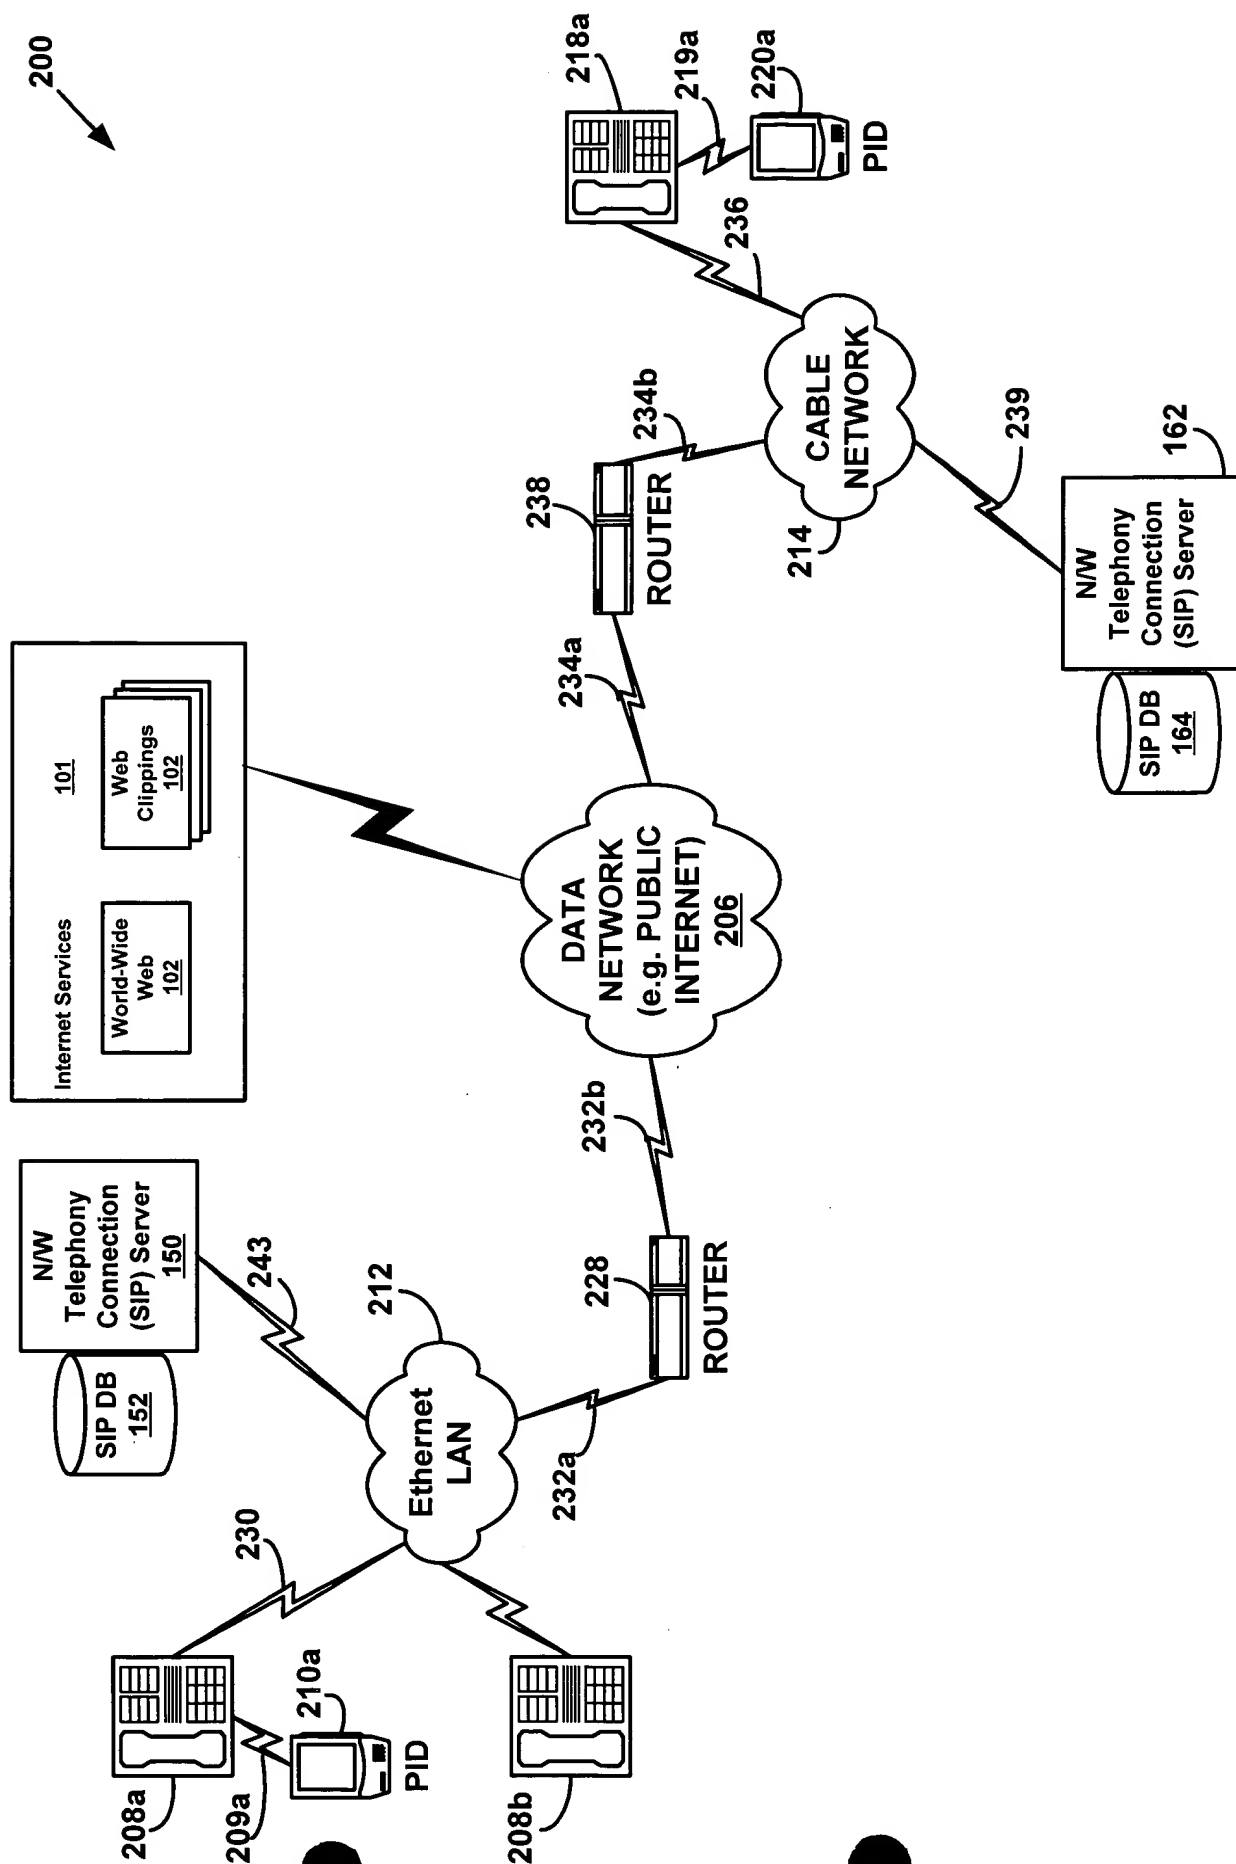 200
Internet Services
101
World-Wide
Web
102
Web
Clippings
102
N/W
Telephony
Connection
(SIP) Server
150
SIP DB
152
243
230
208a
209a
210a
PID
208b
Ethernet
LAN
212
232a
228
ROUTER
232b
DATA
NETWORK
(e.g. PUBLIC
INTERNET)
206
234a
238
ROUTER
234b
CABLE
NETWORK
214
236
218a
219a
220a
PID
239
N/W
Telephony
Connection
(SIP) Server
162
SIP DB
164